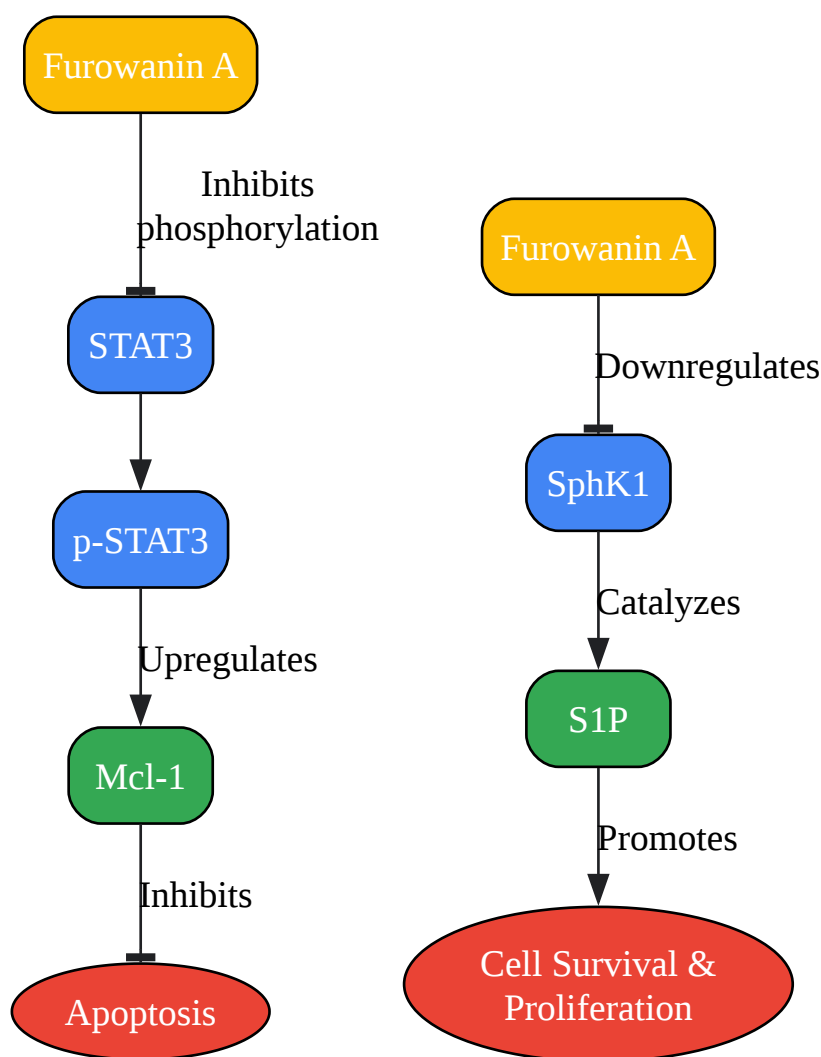 Furowanin A
Inhibits
phosphorylation
STAT3
p-STAT3
Upregulates
Mcl-1
Inhibits
Apoptosis
Furowanin A
Downregulates
SphK1
Catalyzes
S1P
Promotes
Cell Survival &
Proliferation